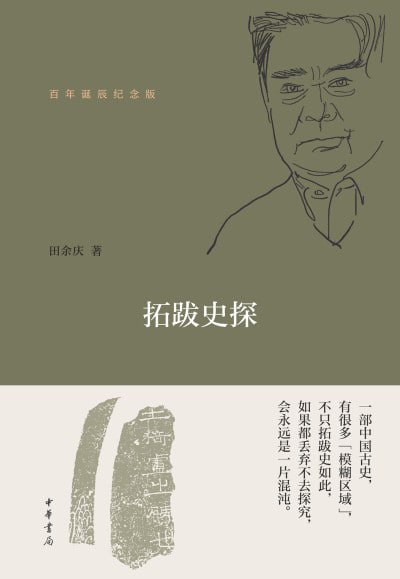 百年诞辰纪念版
田余庆 著
拓跋史探
一部中国古史，
有很多「模糊区域」，
不只拓跋史如此，
如果都丢弃不去探究，
会永远是一片混沌。
中华书局